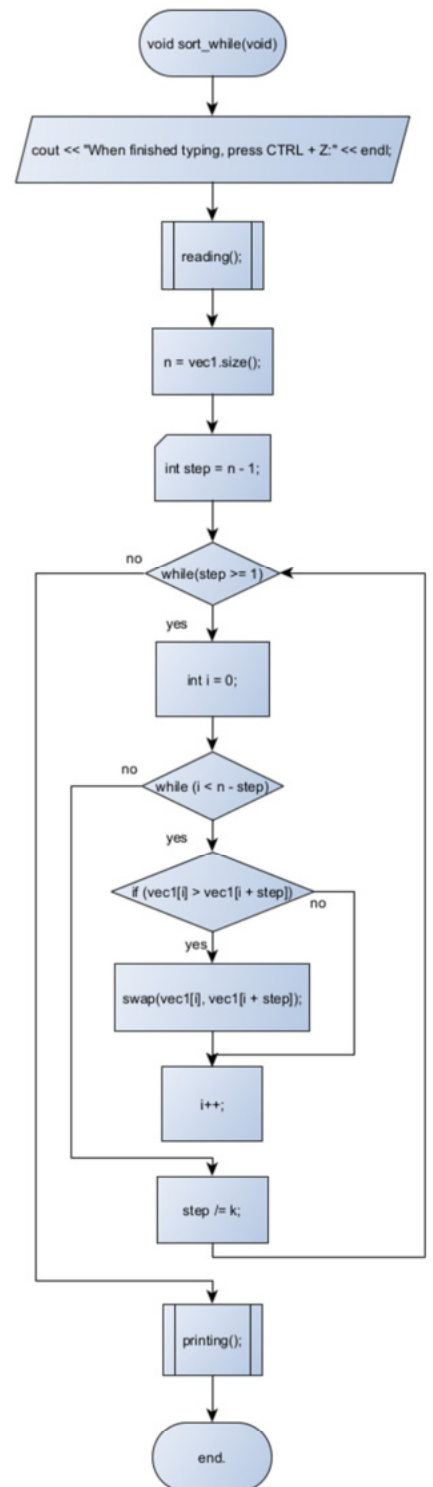 void sort_while(void)
cout << "When finished typing, press CTRL + Z:" << endl;
reading();
n = vec1.size();
int step = n - 1;
no
while(step >= 1)
yes
int i = 0;
no
while (i < n - step)
yes
if (vec1[i] > vec1[i + step])
no
yes
swap(vec1[i], vec1[i + step]);
i++;
step /= k;
printing();
end.